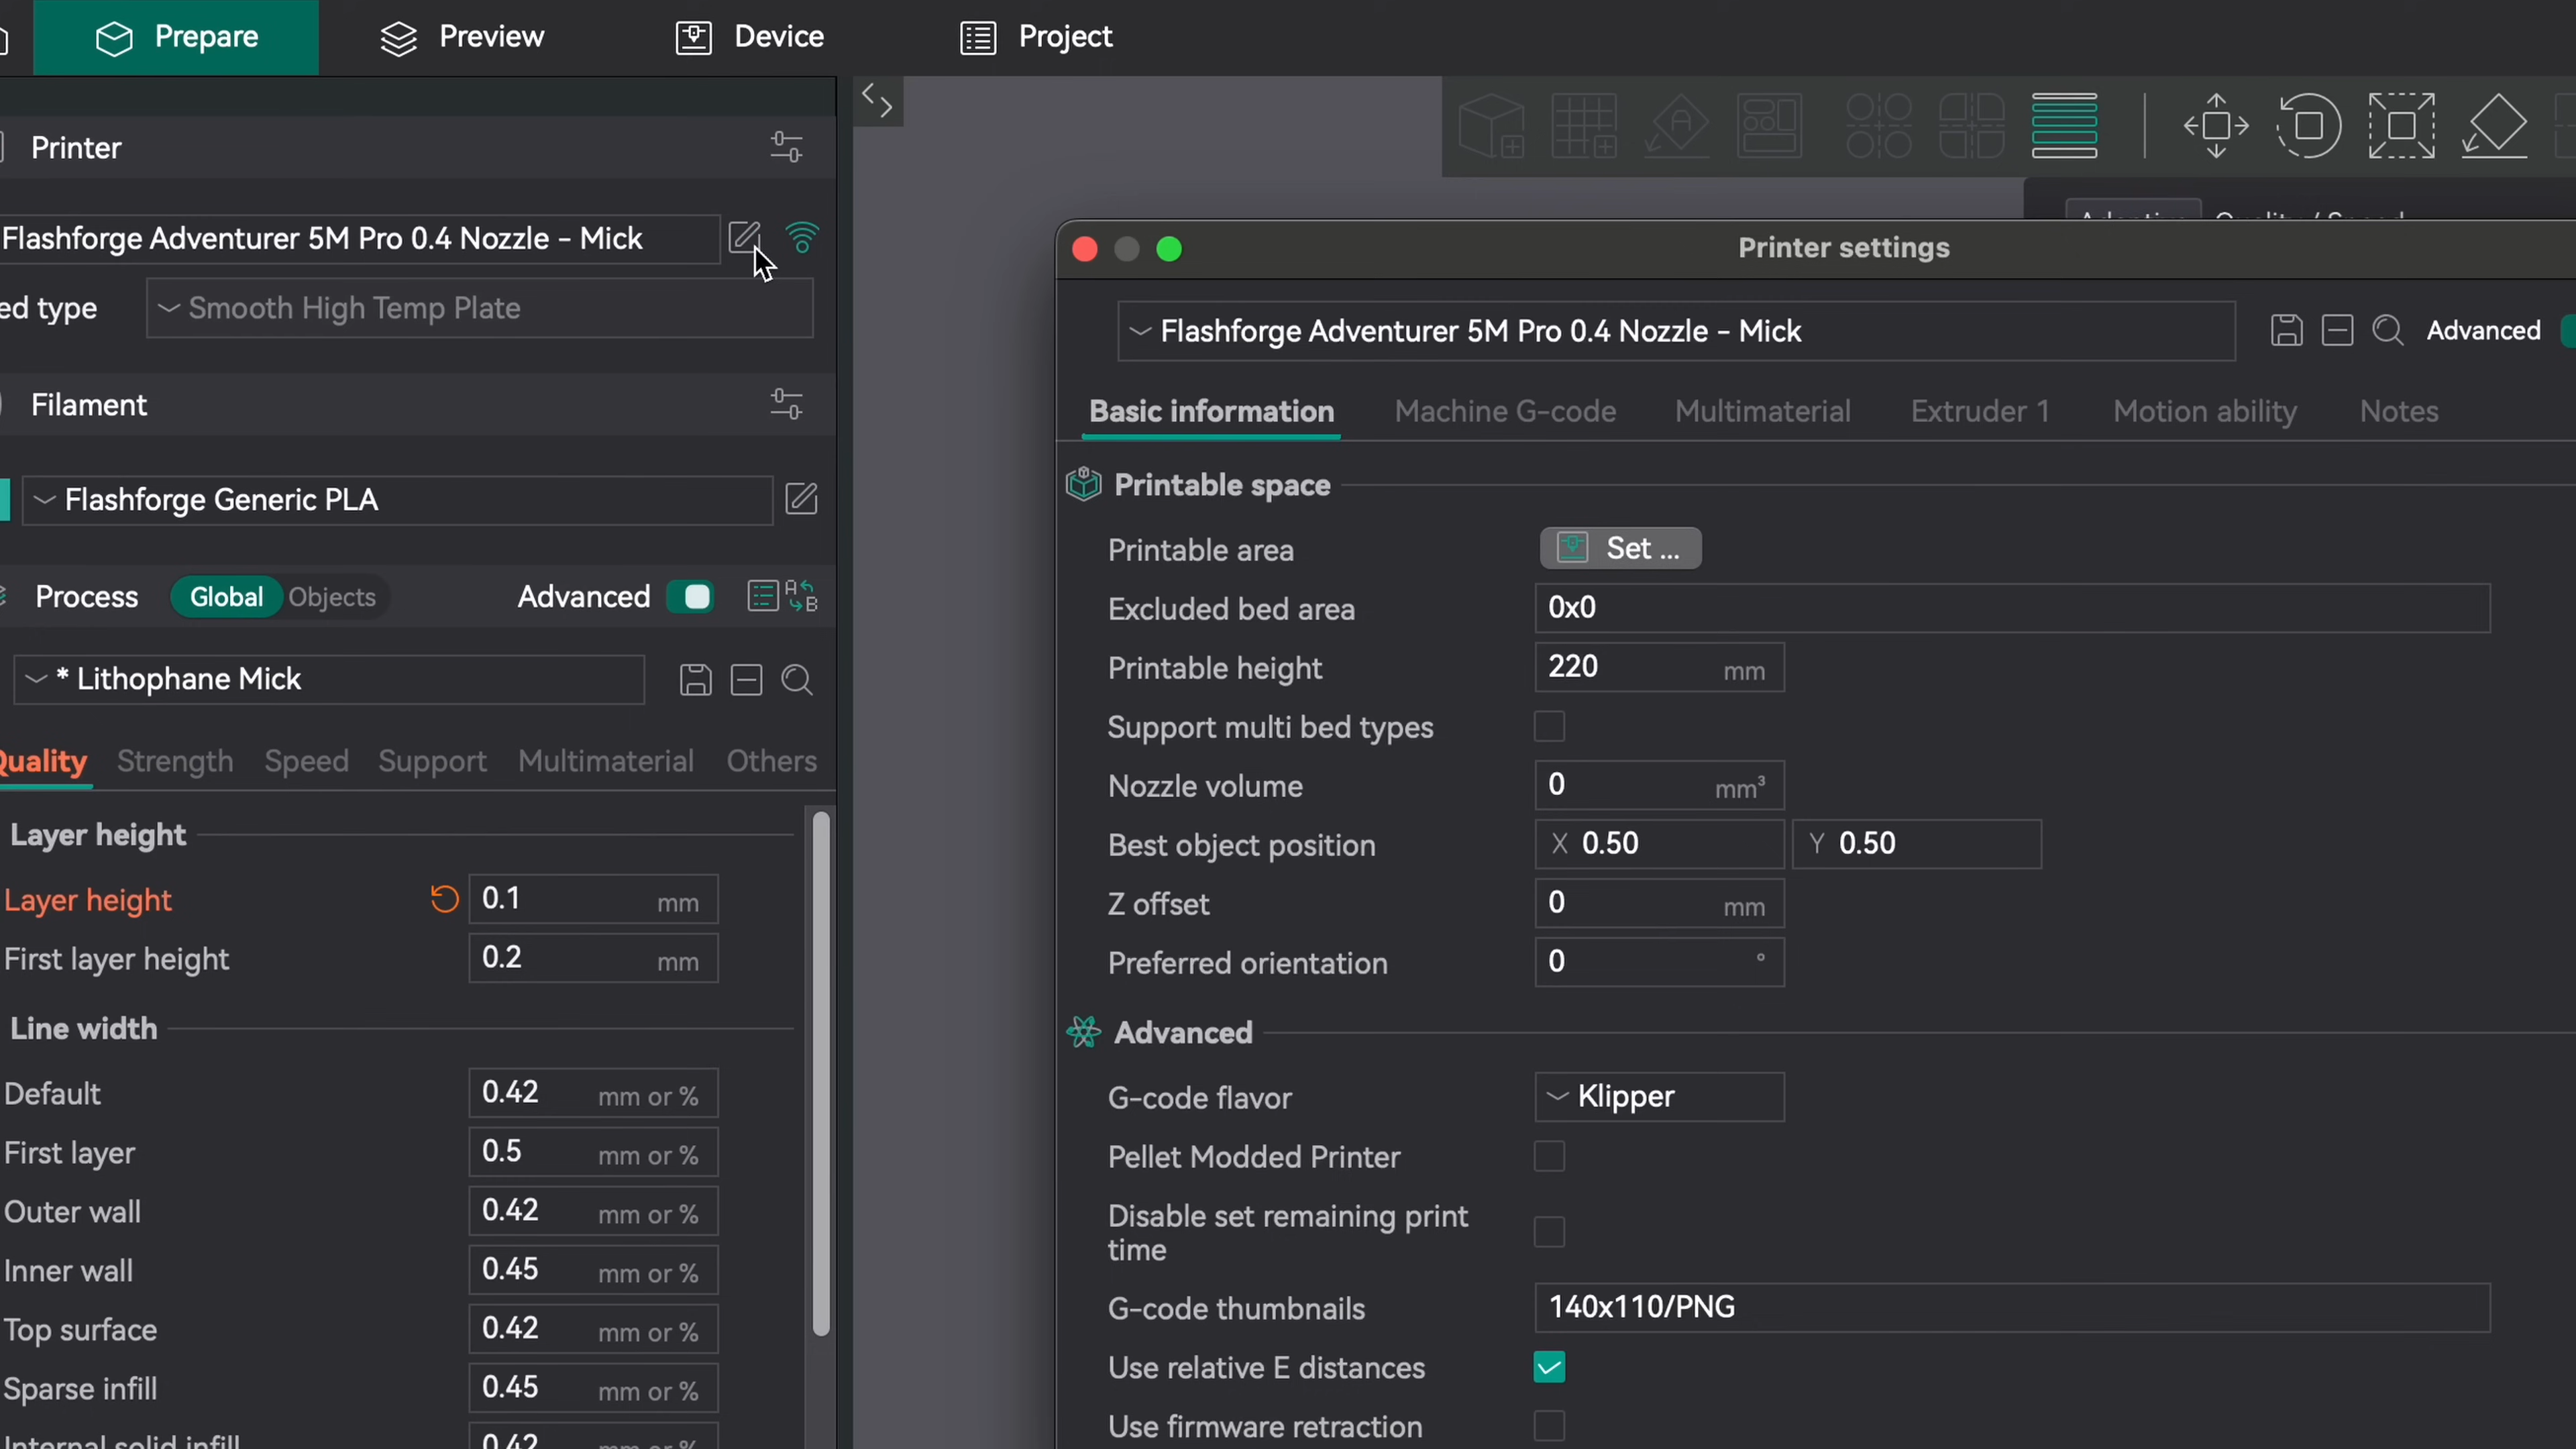 Prepare
Preview
Device
Project
Printer
Flashforge Adventurer 5M Pro 0.4 Nozzle - Mick
ed type
Smooth High Temp Plate
Filament
Flashforge Generic PLA
Process
Global
Objects
Advanced
* Lithophane Mick
Quality
Strength
Speed
Support
Multimaterial
Others
Layer height
Layer height
0.1 mm
First layer height
0.2 mm
Line width
Default
0.42 mm or %
First layer
0.5 mm or %
Outer wall
0.42 mm or %
Inner wall
0.45 mm or %
Top surface
0.42 mm or %
Sparse infill
0.45 mm or %
Internal solid infill
0.42 mm or %
Printer settings
Flashforge Adventurer 5M Pro 0.4 Nozzle - Mick
Advanced
Basic information
Machine G-code
Multimaterial
Extruder 1
Motion ability
Notes
Printable space
Printable area
Set ...
Excluded bed area
0x0
Printable height
220 mm
Support multi bed types
Nozzle volume
0 mm³
Best object position
X 0.50
Y 0.50
Z offset
0 mm
Preferred orientation
0 °
Advanced
G-code flavor
Klipper
Pellet Modded Printer
Disable set remaining print
time
G-code thumbnails
140x110/PNG
Use relative E distances
Use firmware retraction